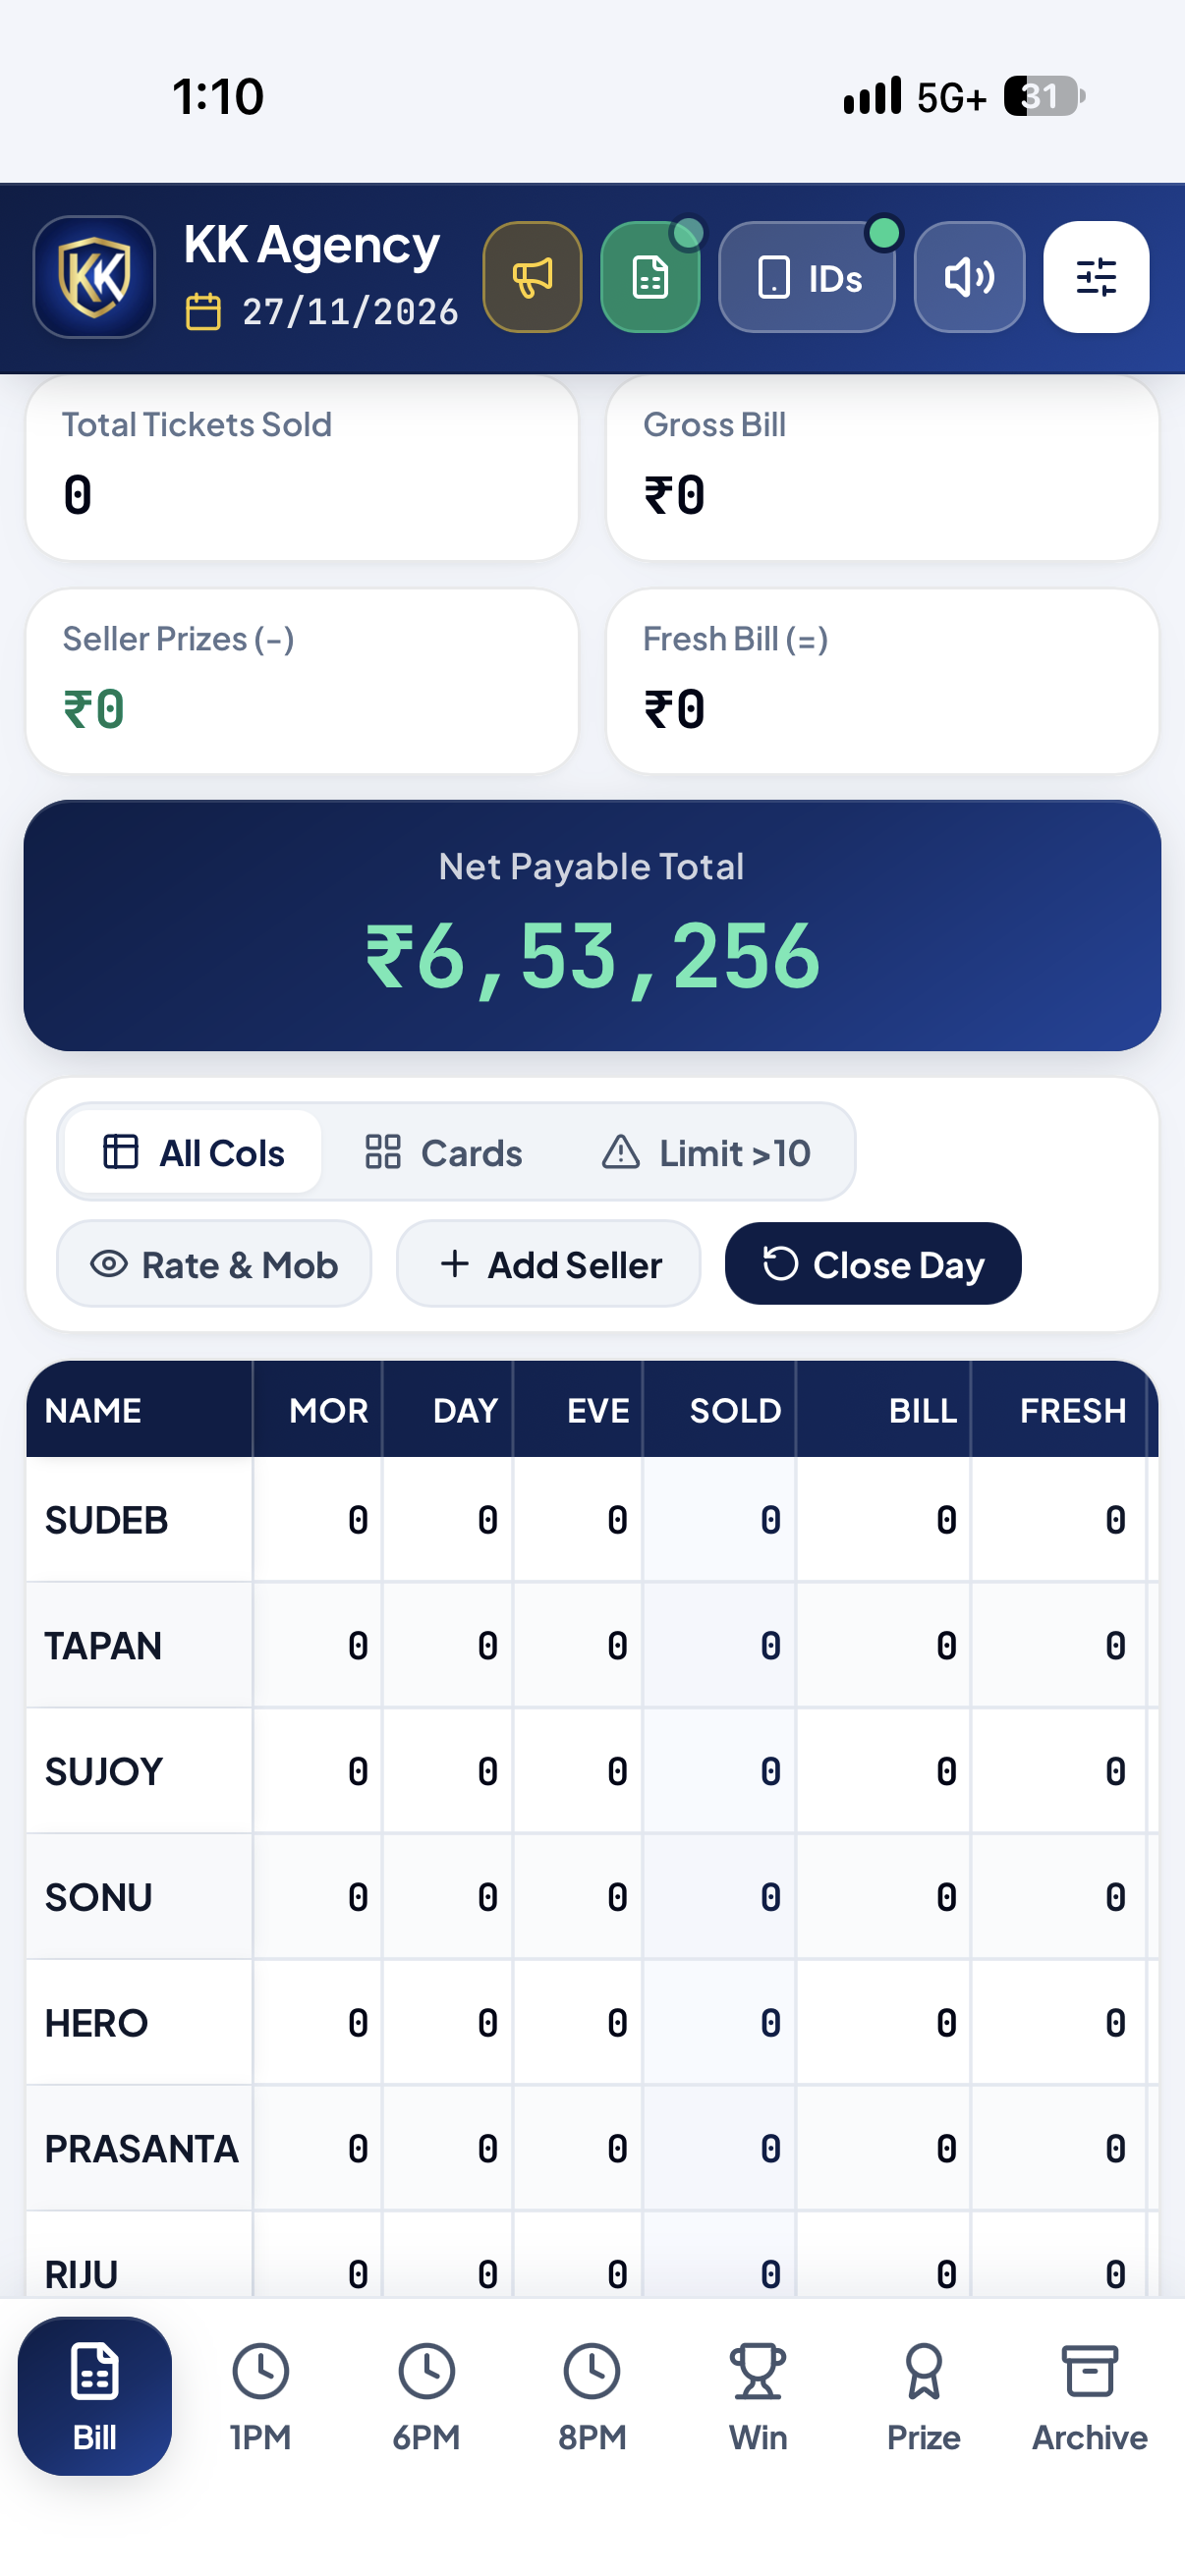 1:10 5G+ 31
KK KK Agency
27/11/2026 IDs
Total Tickets Sold Gross Bill
0 ₹0
Seller Prizes (-) Fresh Bill (=)
₹0 ₹0
Net Payable Total
₹6,53,256
All Cols Cards Limit >10
Rate & Mob + Add Seller Close Day
NAME MOR DAY EVE SOLD BILL FRESH
SUDEB 0 0 0 0 0 0
TAPAN 0 0 0 0 0 0
SUJOY 0 0 0 0 0 0
SONU 0 0 0 0 0 0
HERO 0 0 0 0 0 0
PRASANTA 0 0 0 0 0 0
RIJU 0 0 0 0 0 0
Bill 1PM 6PM 8PM Win Prize Archive